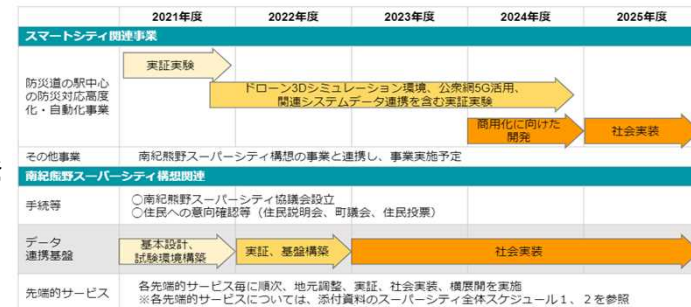 2021年度 2022年度 2023年度 2024年度 2025年度
スマートシティ関連事業
防災道の駅中心
の防災対応高度
化・自動化事業
実証実験
ドローン3Dシミュレーション環境、公衆網5G活用、
関連システムデータ連携を含む実証実験
商用化に向けた
開発
社会実装
その他事業 南紀熊野スーパーシティ構想の事業と連携し、事業実施予定
南紀熊野スーパーシティ構想関連
手続等
○南紀熊野スーパーシティ協議会設立
○住民への意向確認等（住民説明会、町議会、住民投票）
データ
連携基盤
基本設計、
試験環境構築
実証、基盤構築
社会実装
先端的サービス
各先端的サービス毎に順次、地元調整、実証、社会実装、横展開を実施
※各先端的サービスについては、添付資料のスーパーシティ全体スケジュール１、２を参照